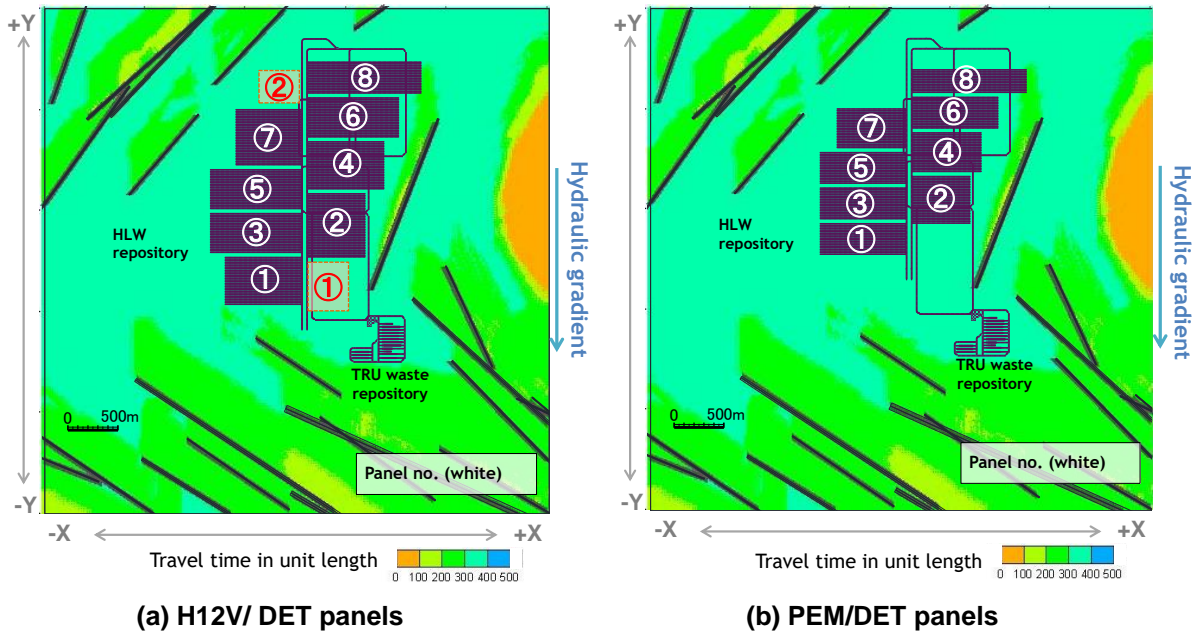 +Y
②
⑧
⑥
⑦
④
⑤
②
③
①
①
HLW
repository
Hydraulic gradient
TRU waste
repository
0 500m
Panel no. (white)
-Y
-X
+X
Travel time in unit length
0 100 200 300 400 500
(a) H12V/ DET panels
+Y
⑧
⑥
⑦
④
⑤
②
③
①
HLW
repository
Hydraulic gradient
TRU waste
repository
0 500m
Panel no. (white)
-Y
-X
+X
Travel time in unit length
0 100 200 300 400 500
(b) PEM/DET panels